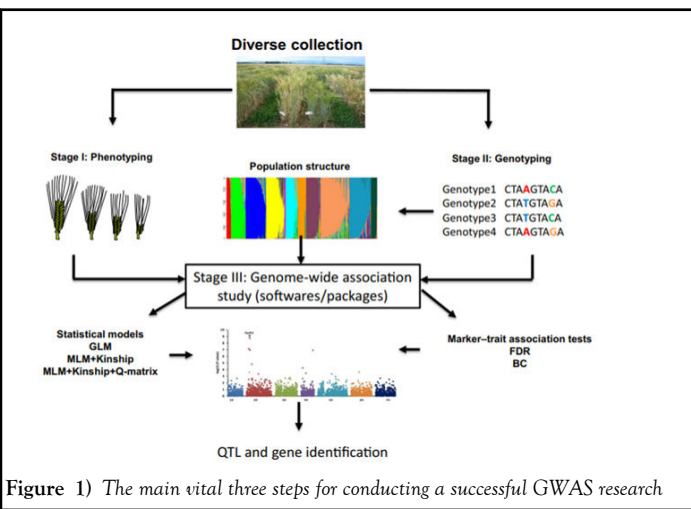 Diverse collection
Stage I: Phenotyping
Population structure
Stage II: Genotyping
Genotype1 CTAAGTACA
Genotype2 CTATGTAGA
Genotype3 CTATGTACA
Genotype4 CTAAGTAGA
Stage III: Genome-wide association
study (softwares/packages)
Statistical models
GLM
MLM+Kinship
MLM+Kinship+Q-matrix
Marker–trait association tests
FDR
BC
QTL and gene identification
Figure 1) The main vital three steps for conducting a successful GWAS research